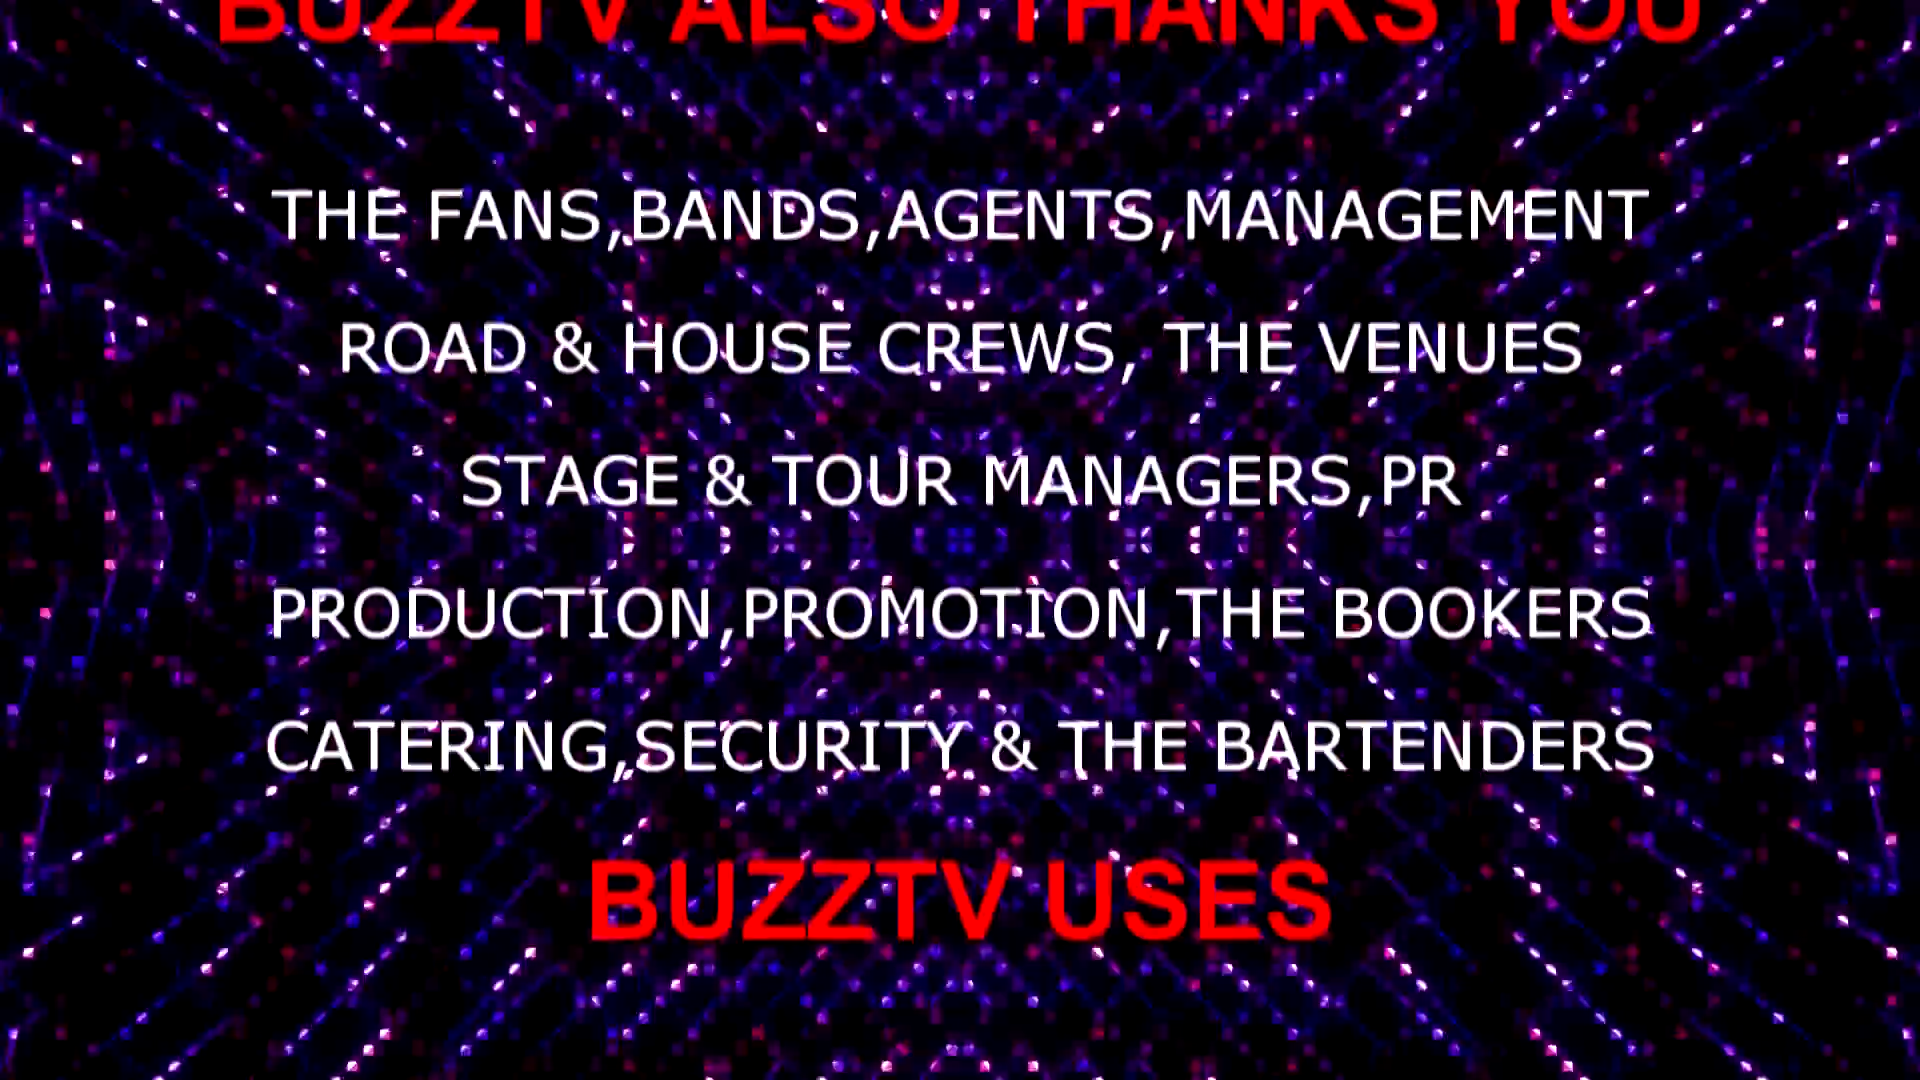 BUZZTV ALSO THANKS YOU
THE FANS,BANDS,AGENTS,MANAGEMENT
ROAD & HOUSE CREWS, THE VENUES
STAGE & TOUR MANAGERS,PR
PRODUCTION,PROMOTION,THE BOOKERS
CATERING,SECURITY & THE BARTENDERS
BUZZTV USES